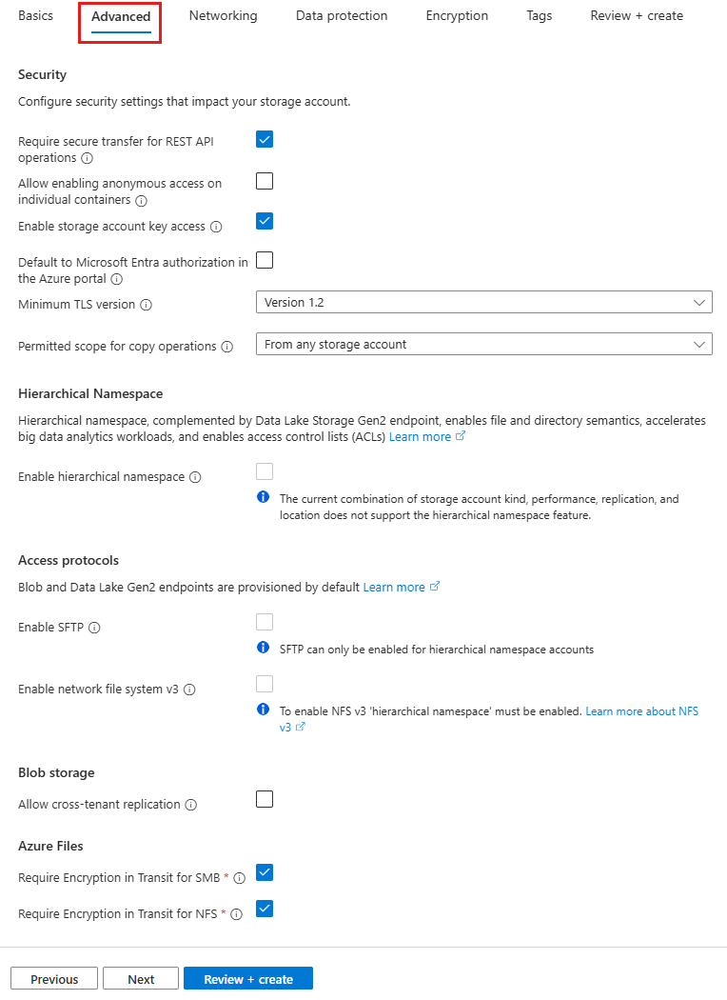 Basics Advanced Networking Data protection Encryption Tags Review + create
Security
Configure security settings that impact your storage account.
Require secure transfer for REST API
operations
Allow enabling anonymous access on
individual containers
Enable storage account key access
Default to Microsoft Entra authorization in
the Azure portal
Minimum TLS version
Version 1.2
Permitted scope for copy operations
From any storage account
Hierarchical Namespace
Hierarchical namespace, complemented by Data Lake Storage Gen2 endpoint, enables file and directory semantics, accelerates
big data analytics workloads, and enables access control lists (ACLs) Learn more
Enable hierarchical namespace
The current combination of storage account kind, performance, replication, and
location does not support the hierarchical namespace feature.
Access protocols
Blob and Data Lake Gen2 endpoints are provisioned by default Learn more
Enable SFTP
SFTP can only be enabled for hierarchical namespace accounts
Enable network file system v3
To enable NFS v3 'hierarchical namespace' must be enabled. Learn more about NFS
v3
Blob storage
Allow cross-tenant replication
Azure Files
Require Encryption in Transit for SMB *
Require Encryption in Transit for NFS *
Previous Next Review + create